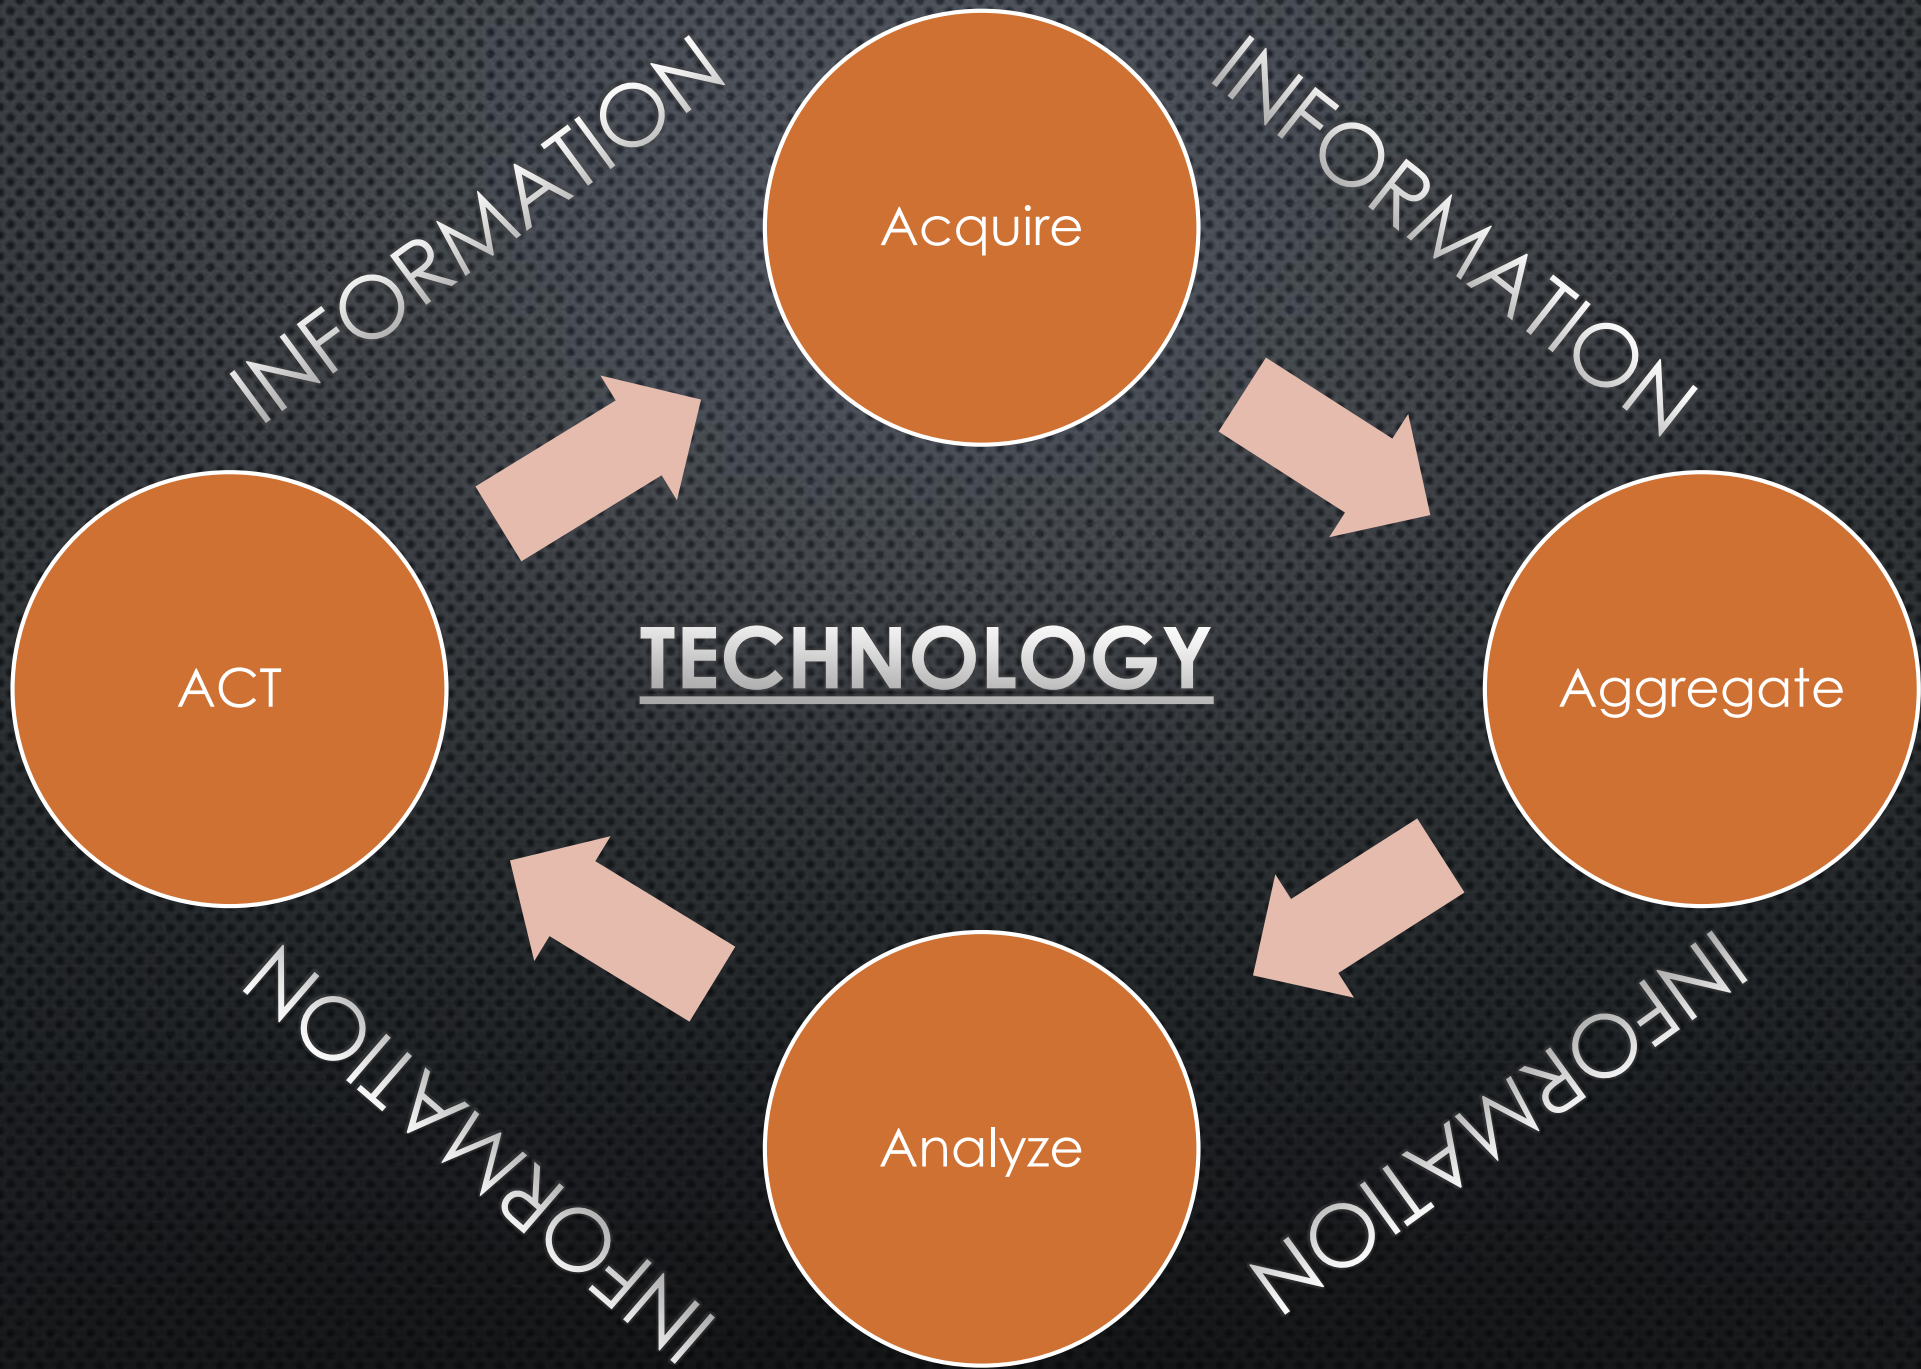 INFORMATION
INFORMATION
Acquire
TECHNOLOGY
ACT
Aggregate
Analyze
INFORMATION
INFORMATION